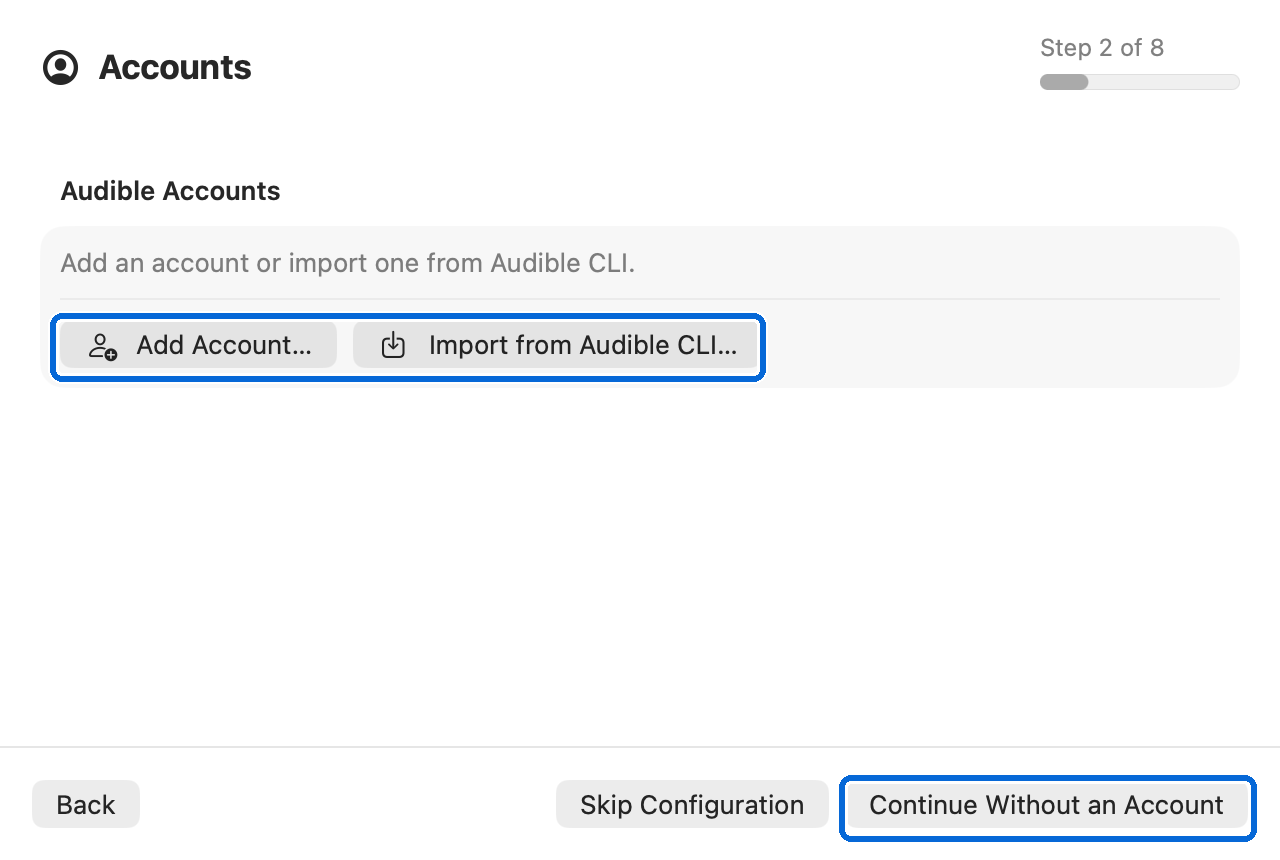 Accounts
Step 2 of 8
Audible Accounts
Add an account or import one from Audible CLI.
Add Account...
Import from Audible CLI...
Back
Skip Configuration
Continue Without an Account